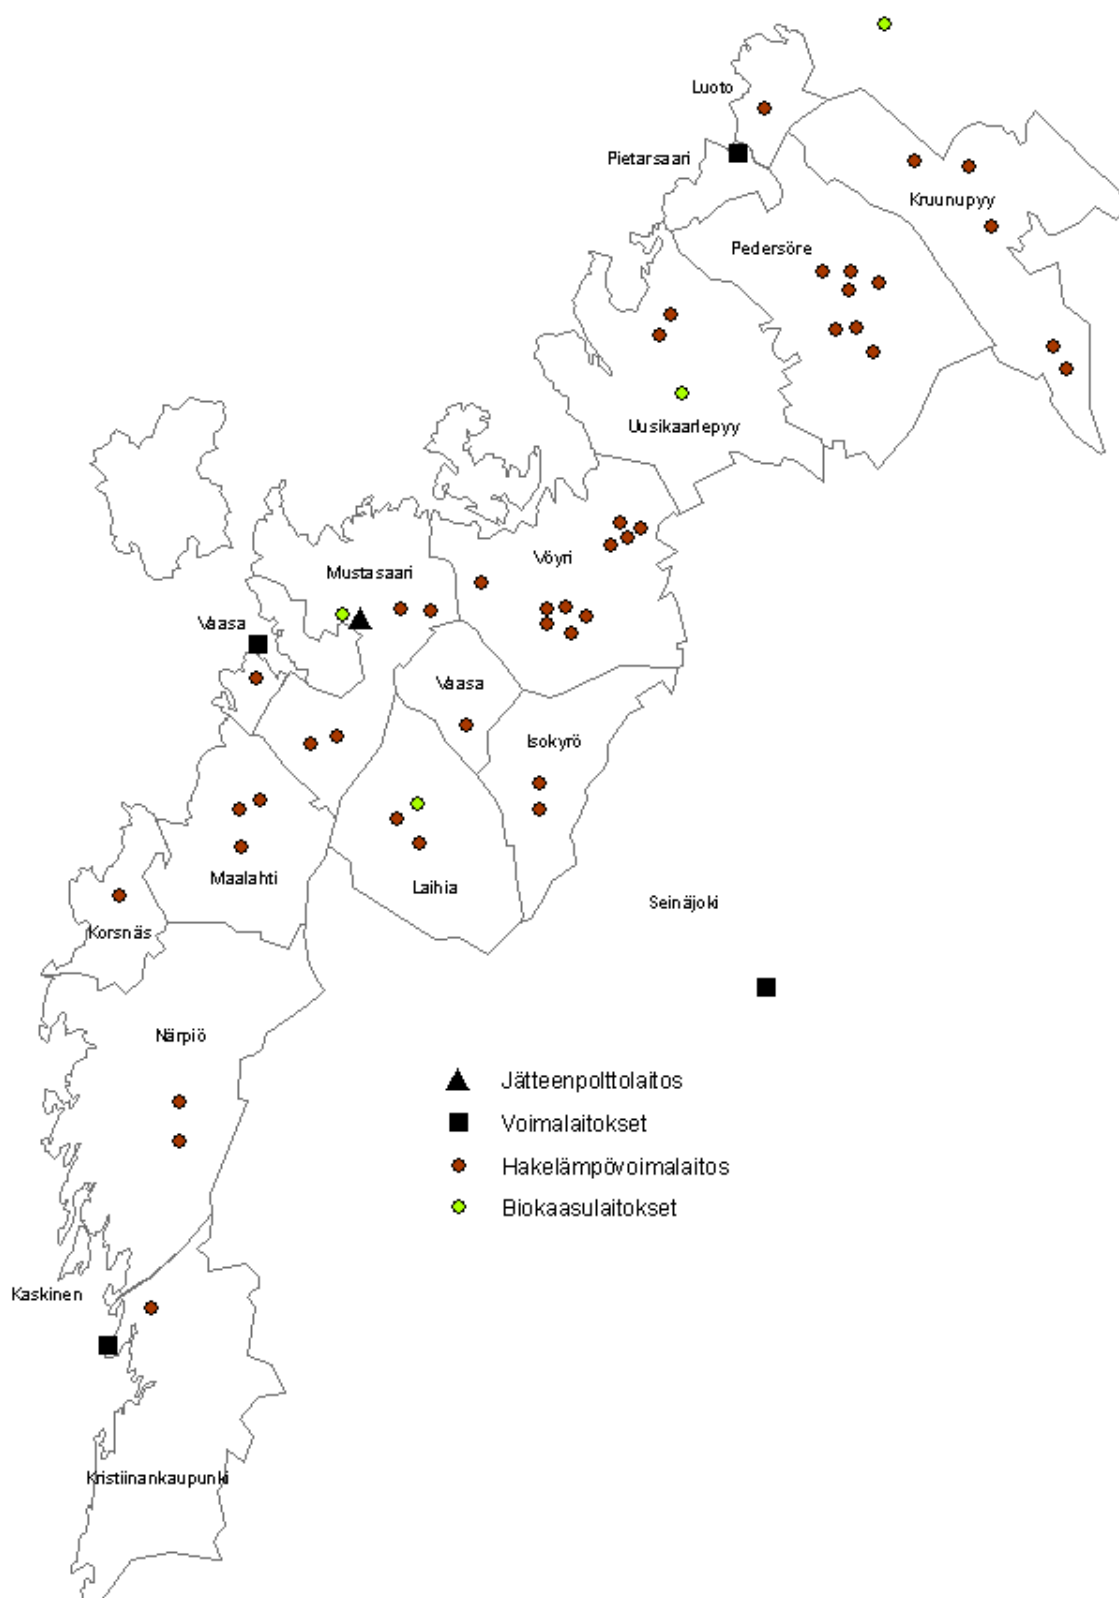 Luoto
Pietarsaari
Kruunupyy
Pedersöre
Uusikaarlepyy
Vöyri
Mustasaari
Vaasa
Vaasa
Isokyrö
Maalahti
Laihia
Seinäjoki
Korsnäs
Närpiö
Jätteenpolttolaitos
Voimalaitokset
Hakelämpövoimalaitos
Biokaasulaitokset
Kaskinen
Kristiinankaupunki